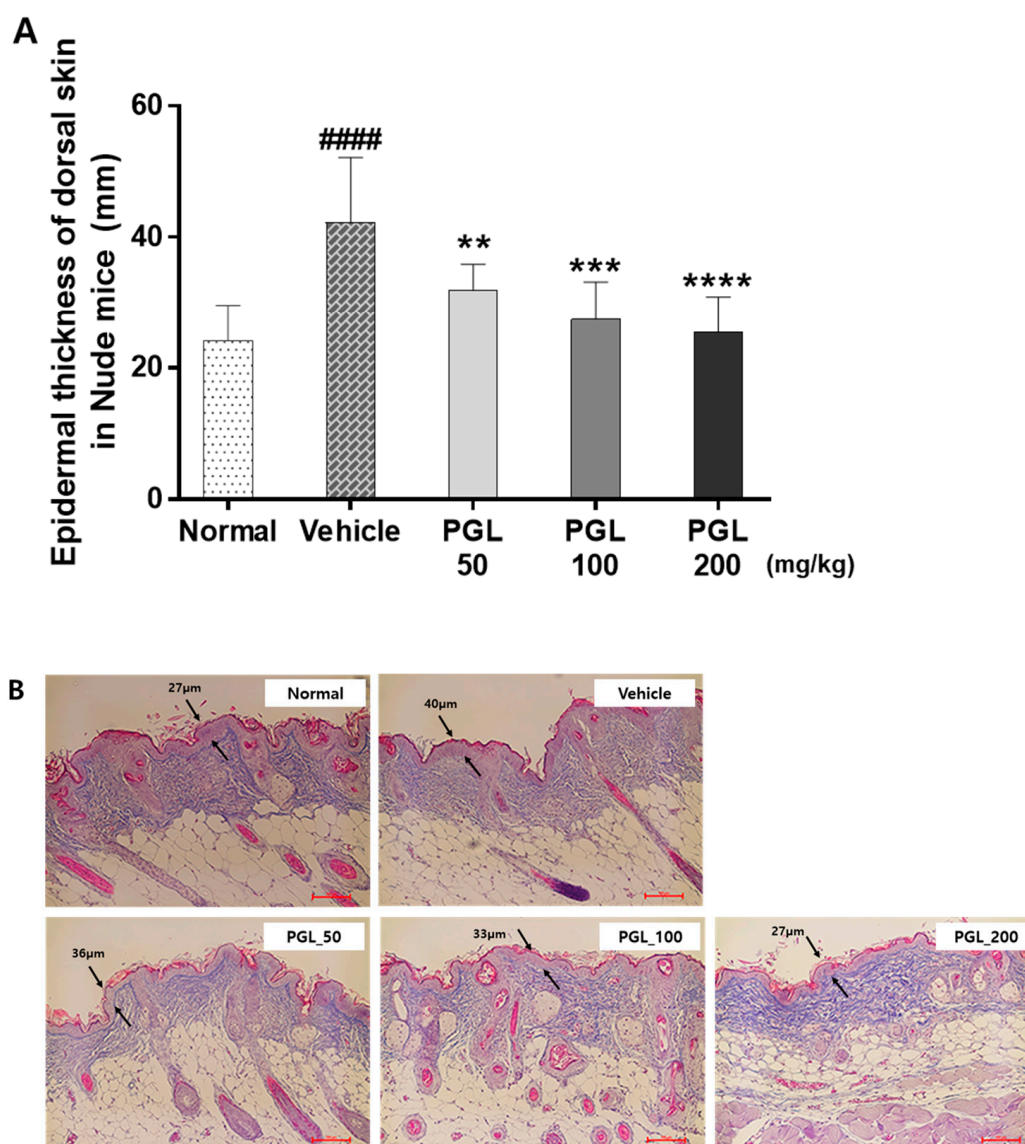 A
Epidermal thickness of dorsal skin
in Nude mice (mm)
60
40
20
0
####
**
***
****
Normal
Vehicle
PGL
50
PGL
100
PGL
200
(mg/kg)
B
27μm
Normal
40μm
Vehicle
36μm
PGL_50
33μm
PGL_100
27μm
PGL_200